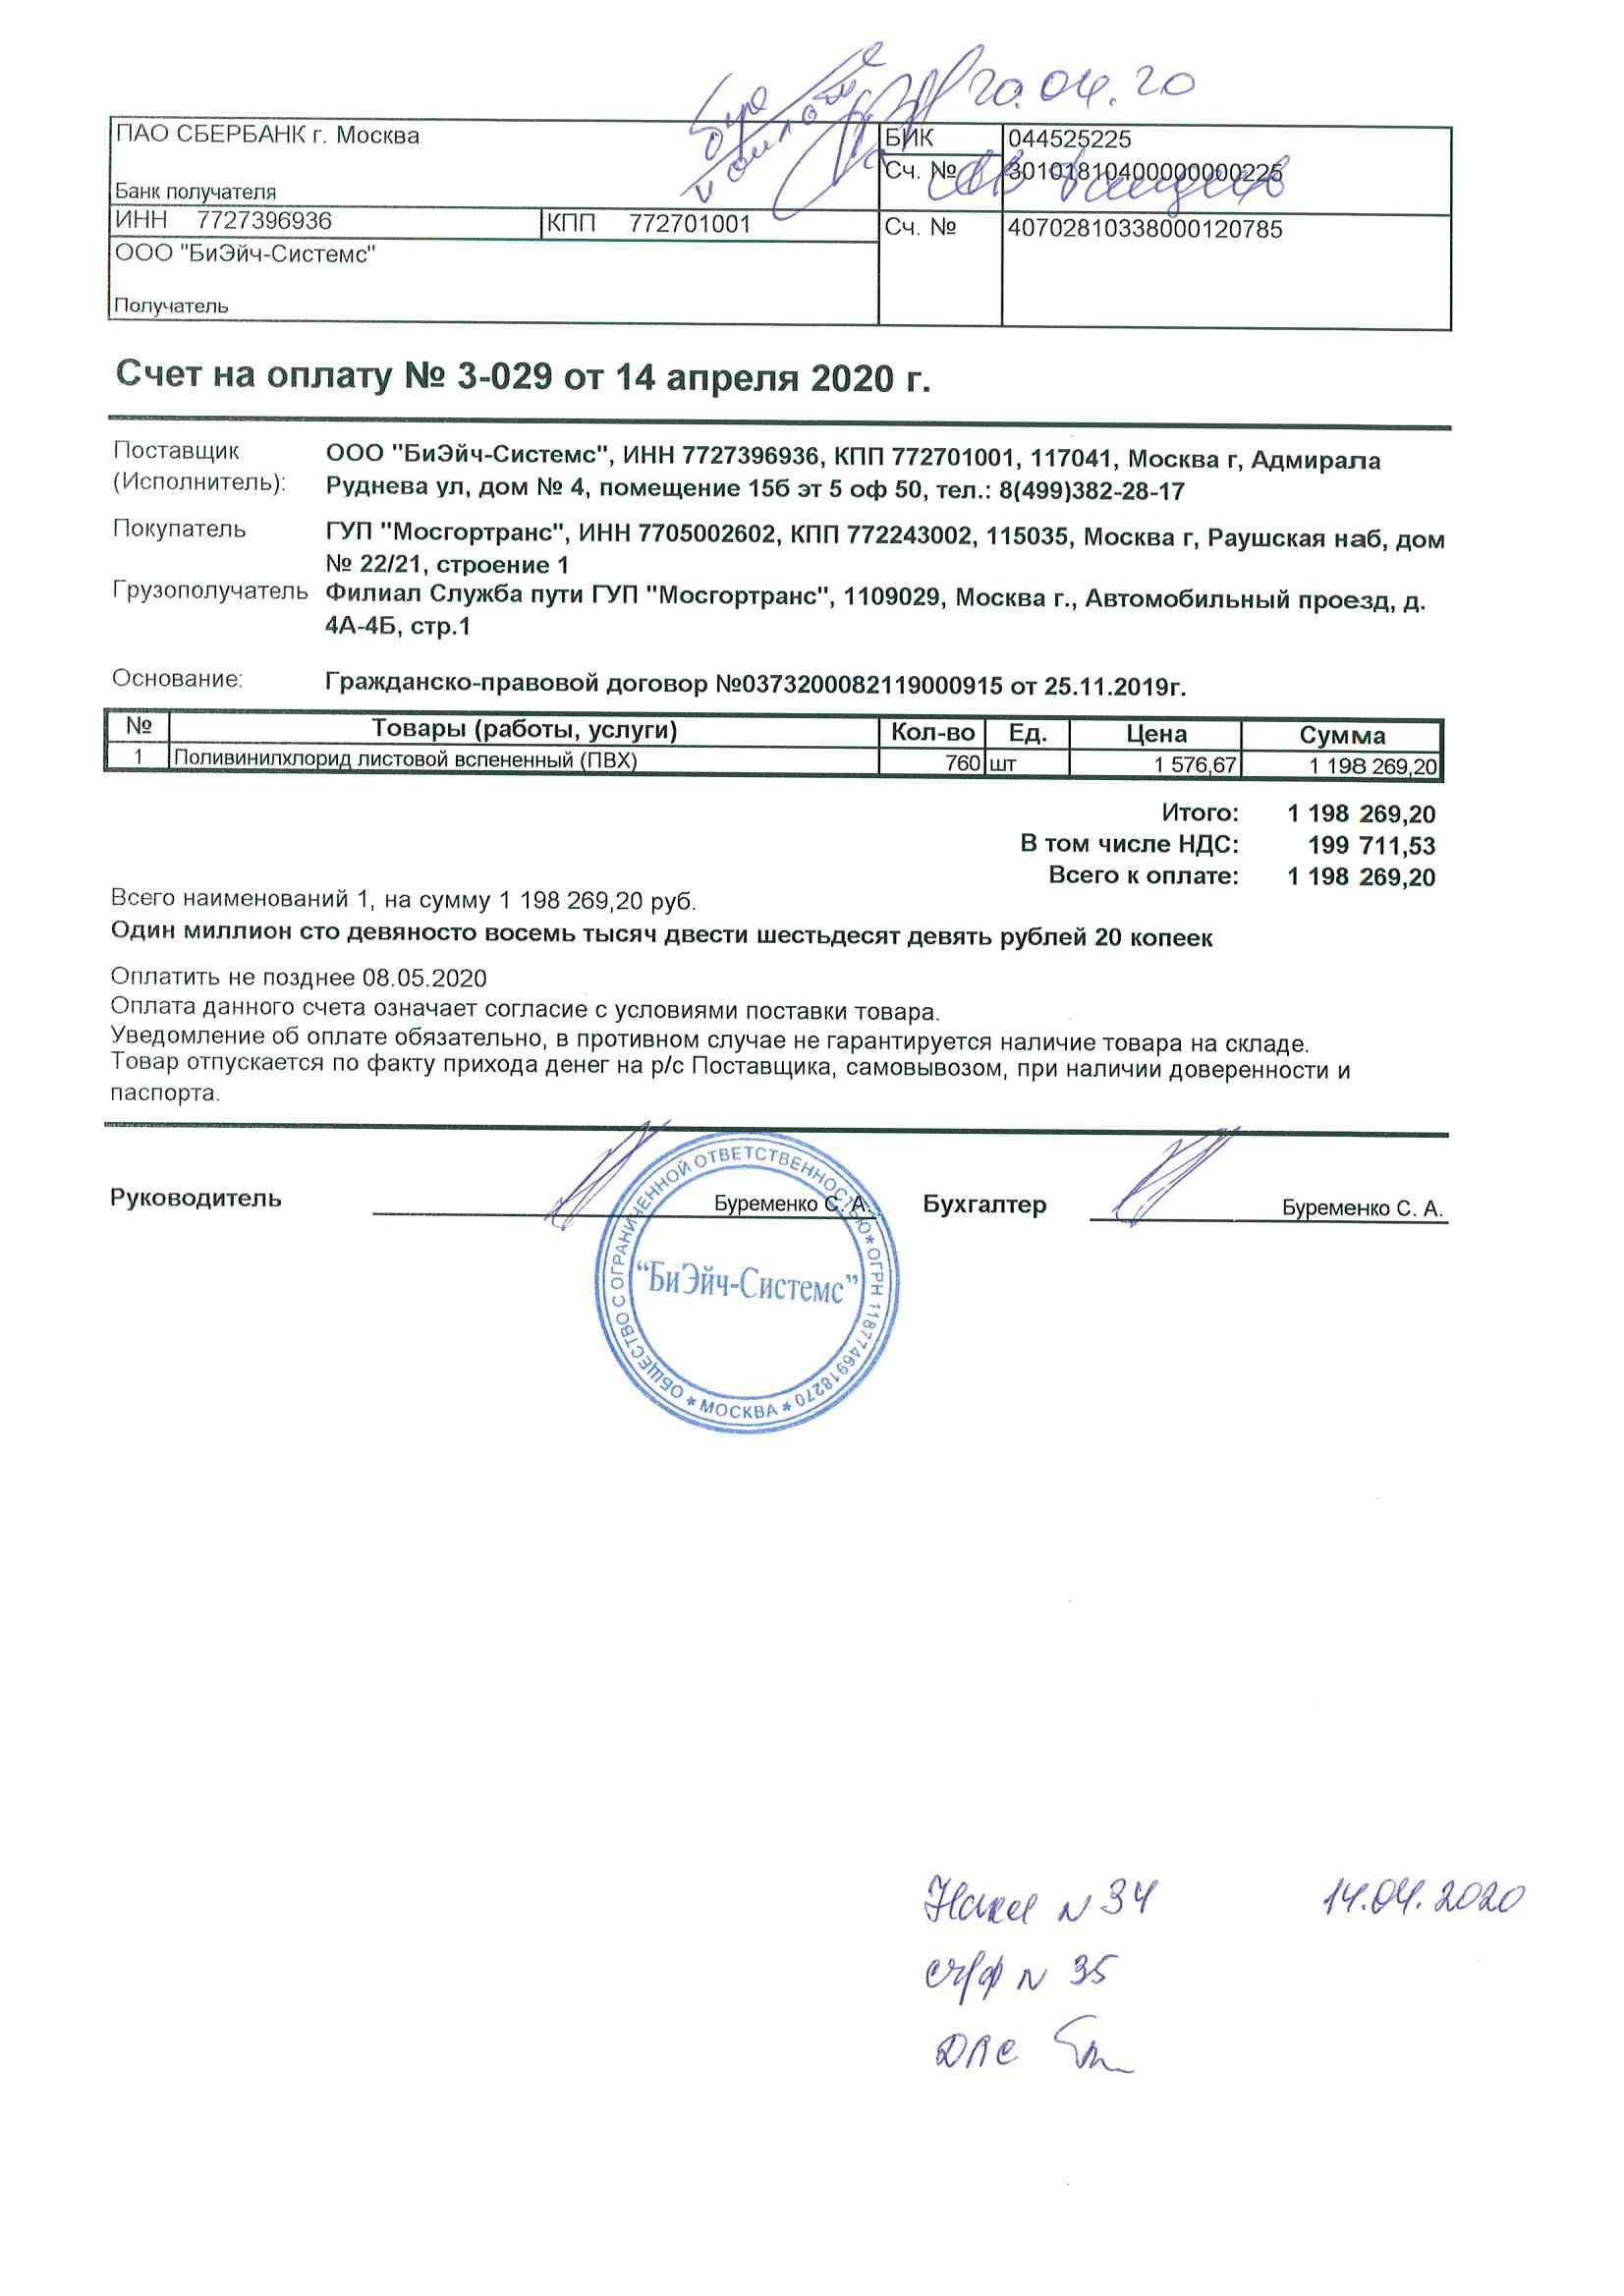 20.04.20
ПАО СБЕРБАНК г. Москва
БИК
044525225
Сч. №
30101810400000000225
Банк получателя
ИНН 7727396936
КПП 772701001
Сч. №
40702810338000120785
ООО "БиЭйч-Системс"
Получатель
Счет на оплату № 3-029 от 14 апреля 2020 г.
Поставщик (Исполнитель):
ООО "БиЭйч-Системс", ИНН 7727396936, КПП 772701001, 117041, Москва г, Адмирала
Руднева ул, дом № 4, помещение 15б эт 5 оф 50, тел.: 8(499)382-28-17
Покупатель
ГУП "Мосгортранс", ИНН 7705002602, КПП 772243002, 115035, Москва г, Раушская наб, дом
№ 22/21, строение 1
Грузополучатель
Филиал Служба пути ГУП "Мосгортранс", 1109029, Москва г., Автомобильный проезд, д.
4А-4Б, стр.1
Основание:
Гражданско-правовой договор №0373200082119000915 от 25.11.2019г.
№ Товары (работы, услуги) Кол-во Ед. Цена Сумма
1 Поливинилхлорид листовой вспененный (ПВХ) 760 шт 1 576,67 1 198 269,20
Итого: 1 198 269,20
В том числе НДС: 199 711,53
Всего к оплате: 1 198 269,20
Всего наименований 1, на сумму 1 198 269,20 руб.
Один миллион сто девяносто восемь тысяч двести шестьдесят девять рублей 20 копеек
Оплатить не позднее 08.05.2020
Оплата данного счета означает согласие с условиями поставки товара.
Уведомление об оплате обязательно, в противном случае не гарантируется наличие товара на складе.
Товар отпускается по факту прихода денег на р/с Поставщика, самовывозом, при наличии доверенности и
паспорта.
Руководитель
Буременко С. А.
Бухгалтер
Буременко С. А.
ОБЩЕСТВО С ОГРАНИЧЕННОЙ ОТВЕТСТВЕННОСТЬЮ * ОГРН 1187746918270 * МОСКВА *
"БиЭйч-Системс"
Накл N 34 14.04.2020
сч/ф N 35